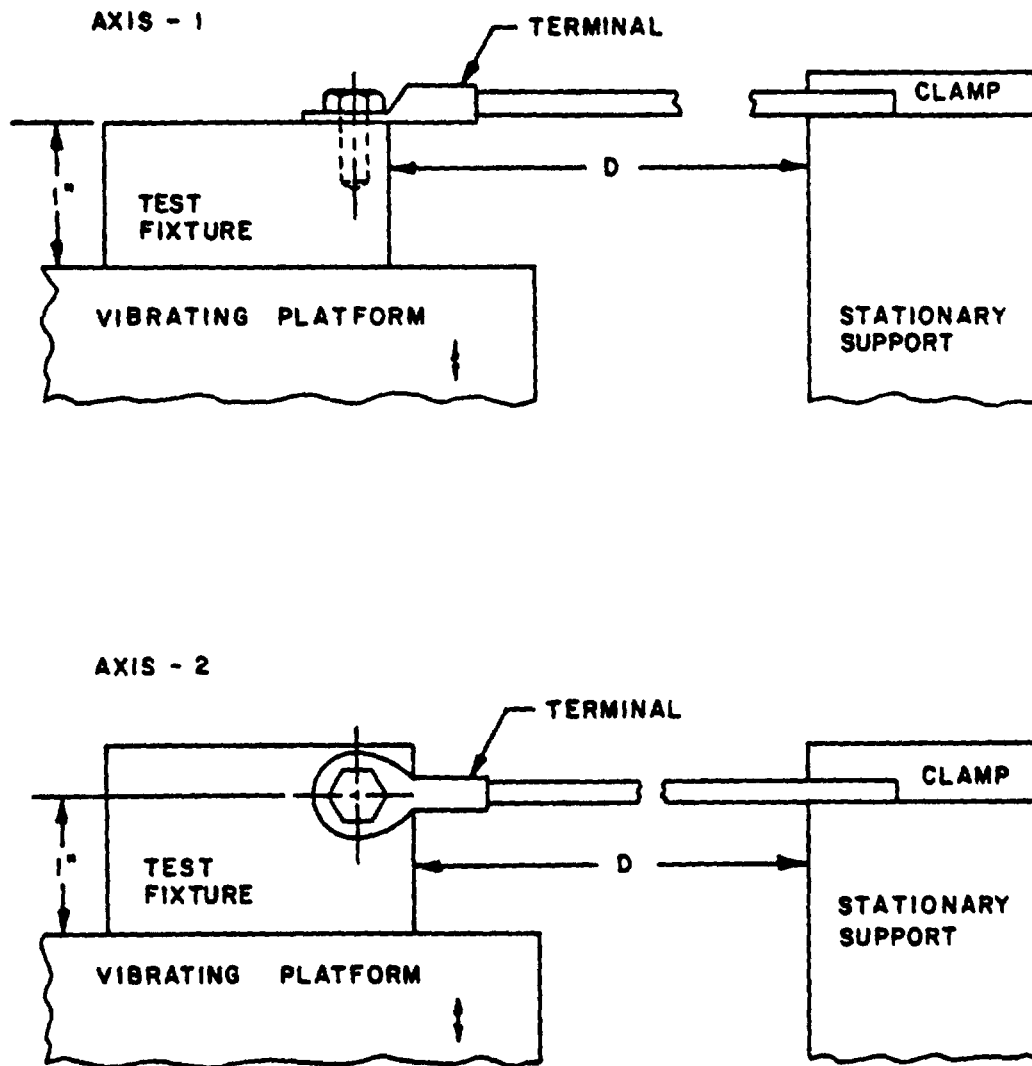 AXIS - 1
TERMINAL
CLAMP
D
1"
TEST
FIXTURE
VIBRATING PLATFORM
STATIONARY
SUPPORT
AXIS - 2
TERMINAL
CLAMP
D
1"
TEST
FIXTURE
STATIONARY
SUPPORT
VIBRATING PLATFORM